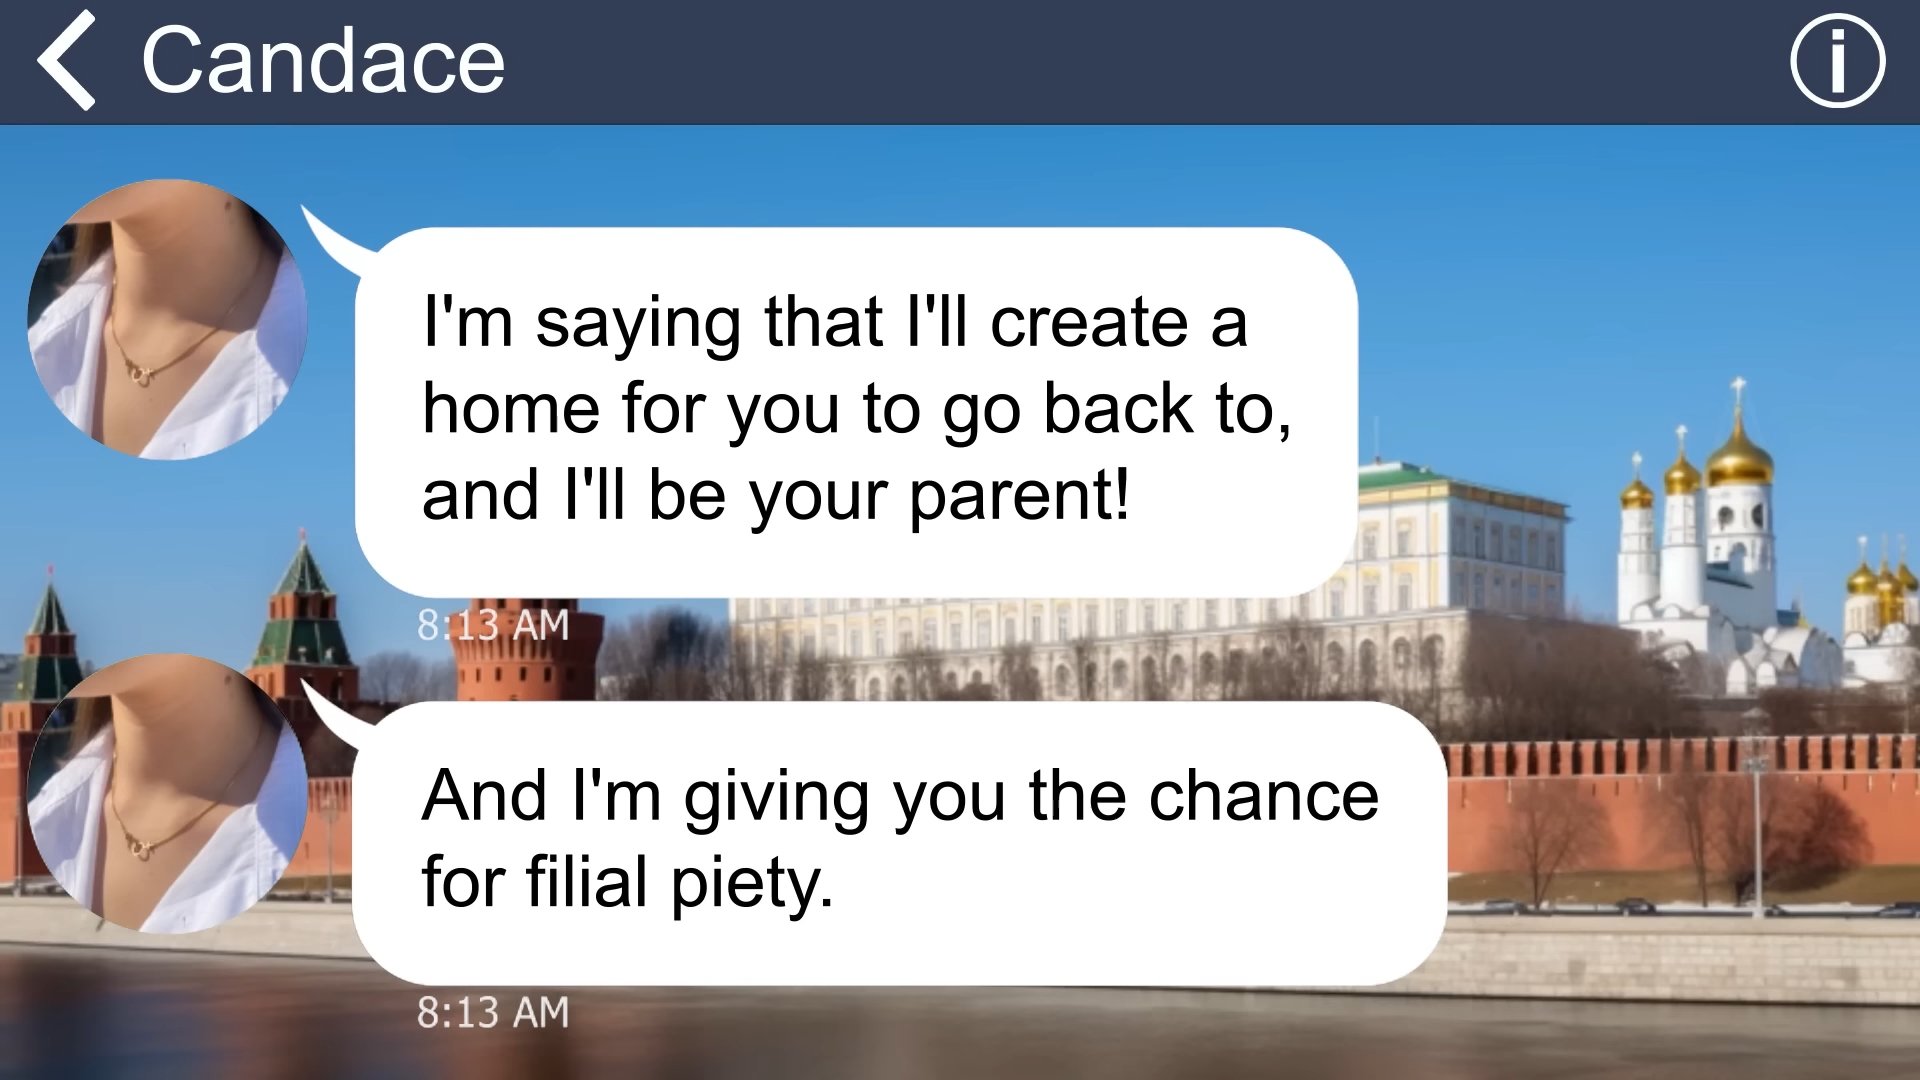 Candace
I'm saying that I'll create a
home for you to go back to,
and I'll be your parent!
8:13 AM
And I'm giving you the chance
for filial piety.
8:13 AM